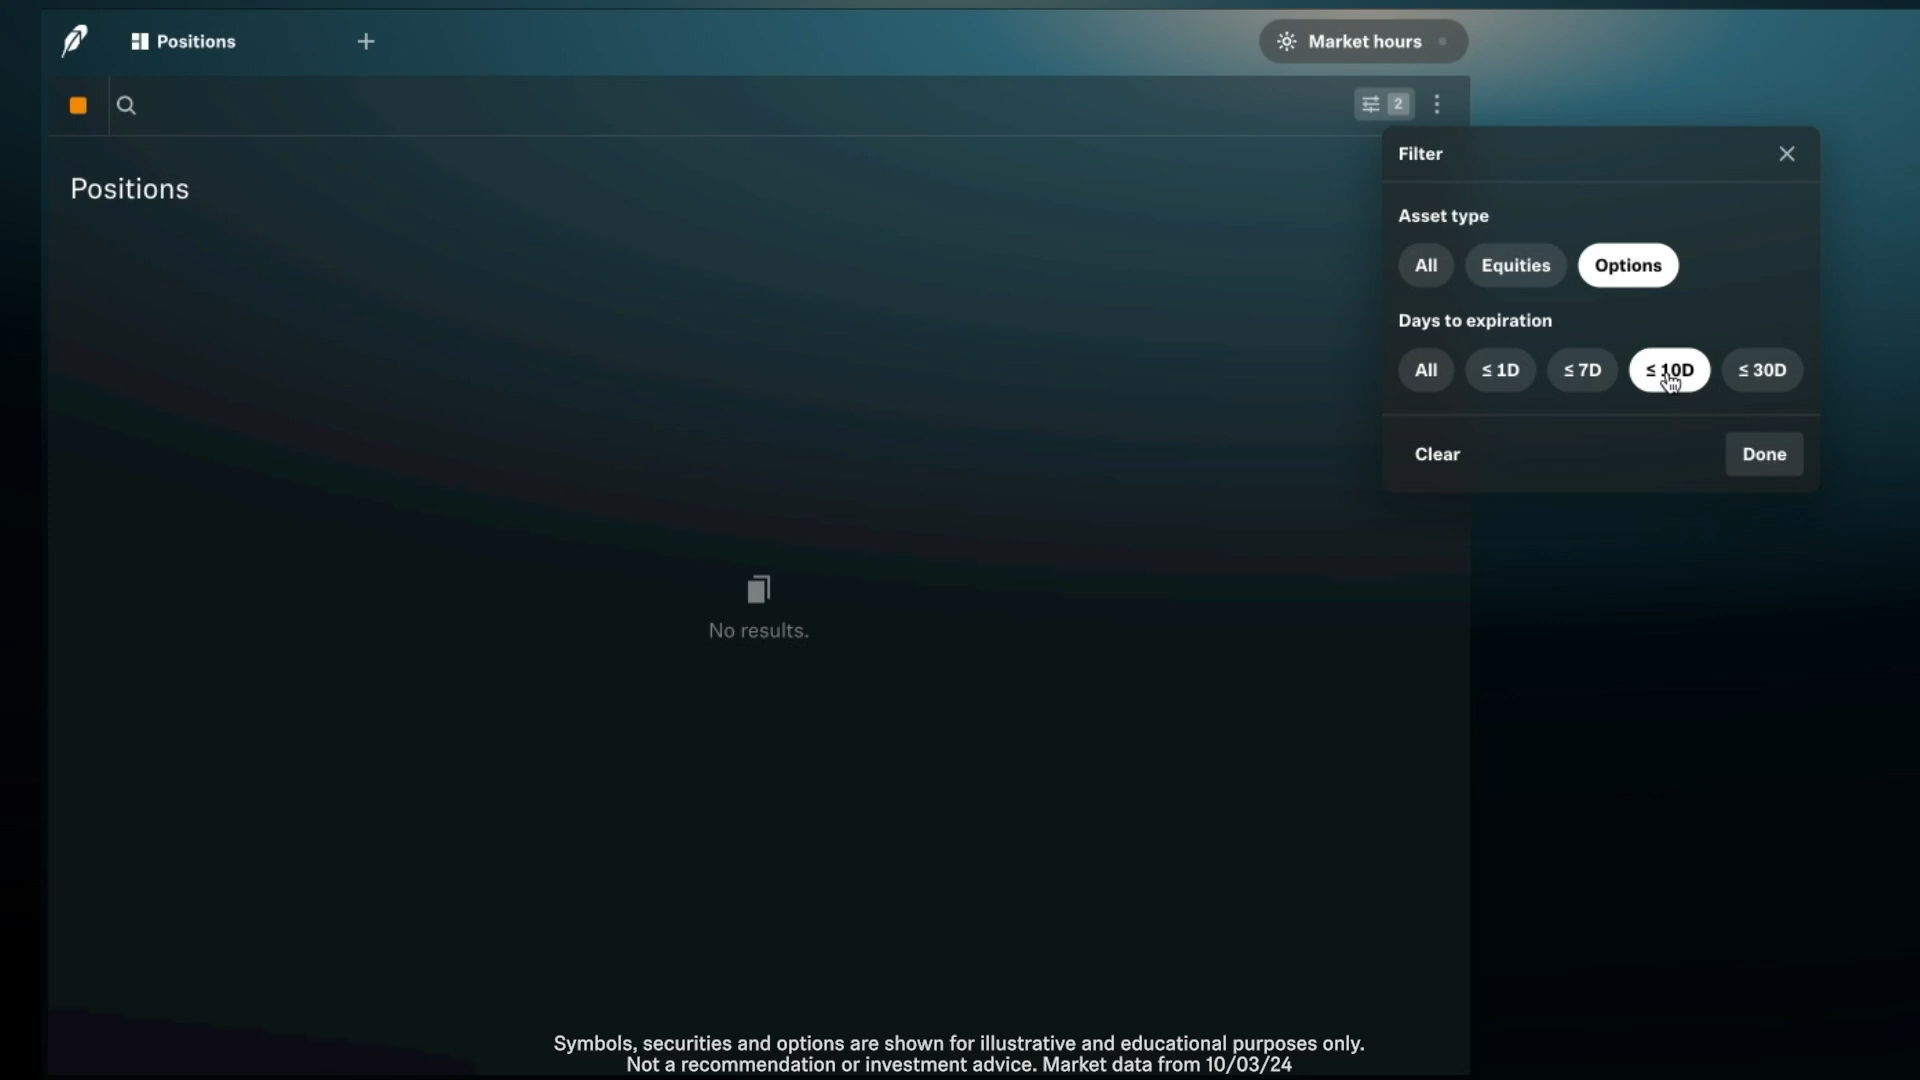 Positions
Market hours
2
Filter
Positions
Asset type
All Equities Options
Days to expiration
All ≤ 1D ≤ 7D ≤ 10D ≤ 30D
Clear Done
No results.
Symbols, securities and options are shown for illustrative and educational purposes only.
Not a recommendation or investment advice. Market data from 10/03/24